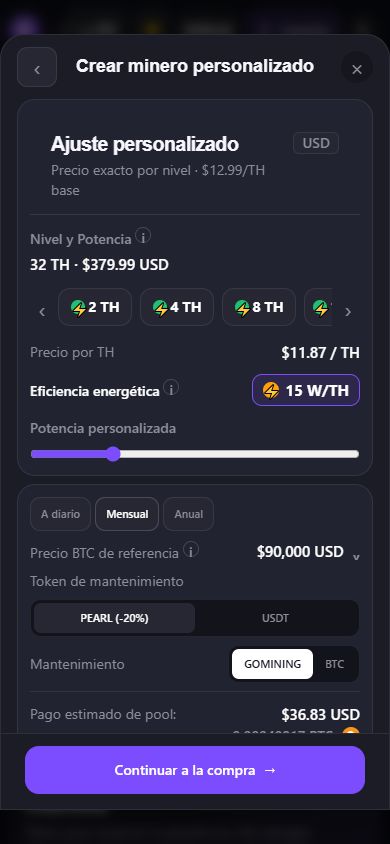 ‹ Crear minero personalizado ×
Ajuste personalizado USD
Precio exacto por nivel · $12.99/TH
base
Nivel y Potencia i
32 TH · $379.99 USD
‹ 2 TH 4 TH 8 TH ›
Precio por TH $11.87 / TH
Eficiencia energética i 15 W/TH
Potencia personalizada
A diario Mensual Anual
Precio BTC de referencia i $90,000 USD v
Token de mantenimiento
PEARL (-20%) USDT
Mantenimiento GOMINING BTC
Pago estimado de pool: $36.83 USD
Continuar a la compra →